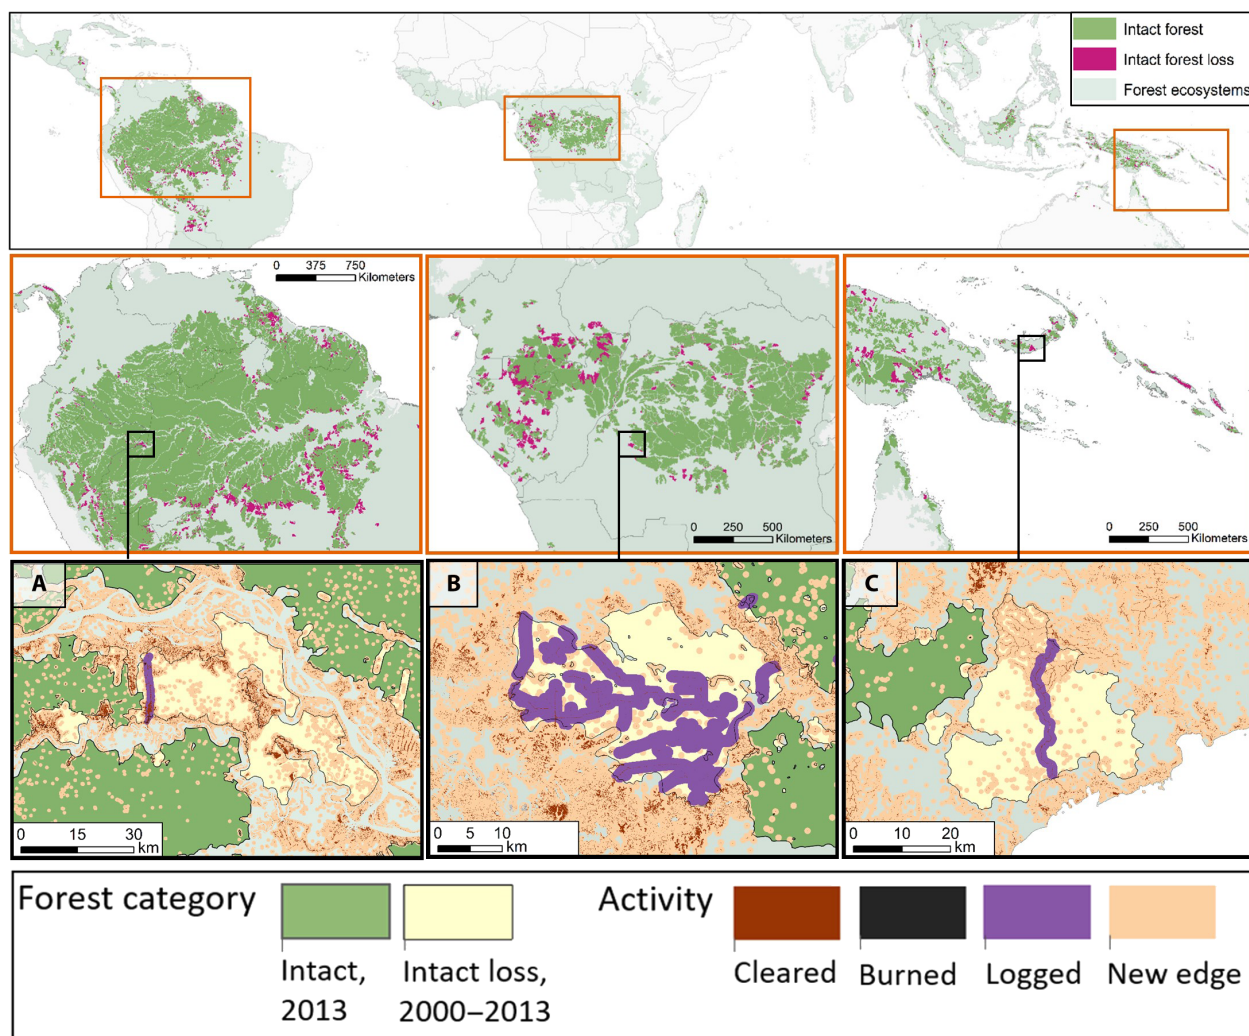 Intact forest
Intact forest loss
Forest ecosystems
0 375 750
Kilometers
0 250 500
Kilometers
0 250 500
Kilometers
A
B
C
0 15 30
km
0 5 10
km
0 10 20
km
Forest category
Activity
Intact,
2013
Intact loss,
2000–2013
Cleared
Burned
Logged
New edge